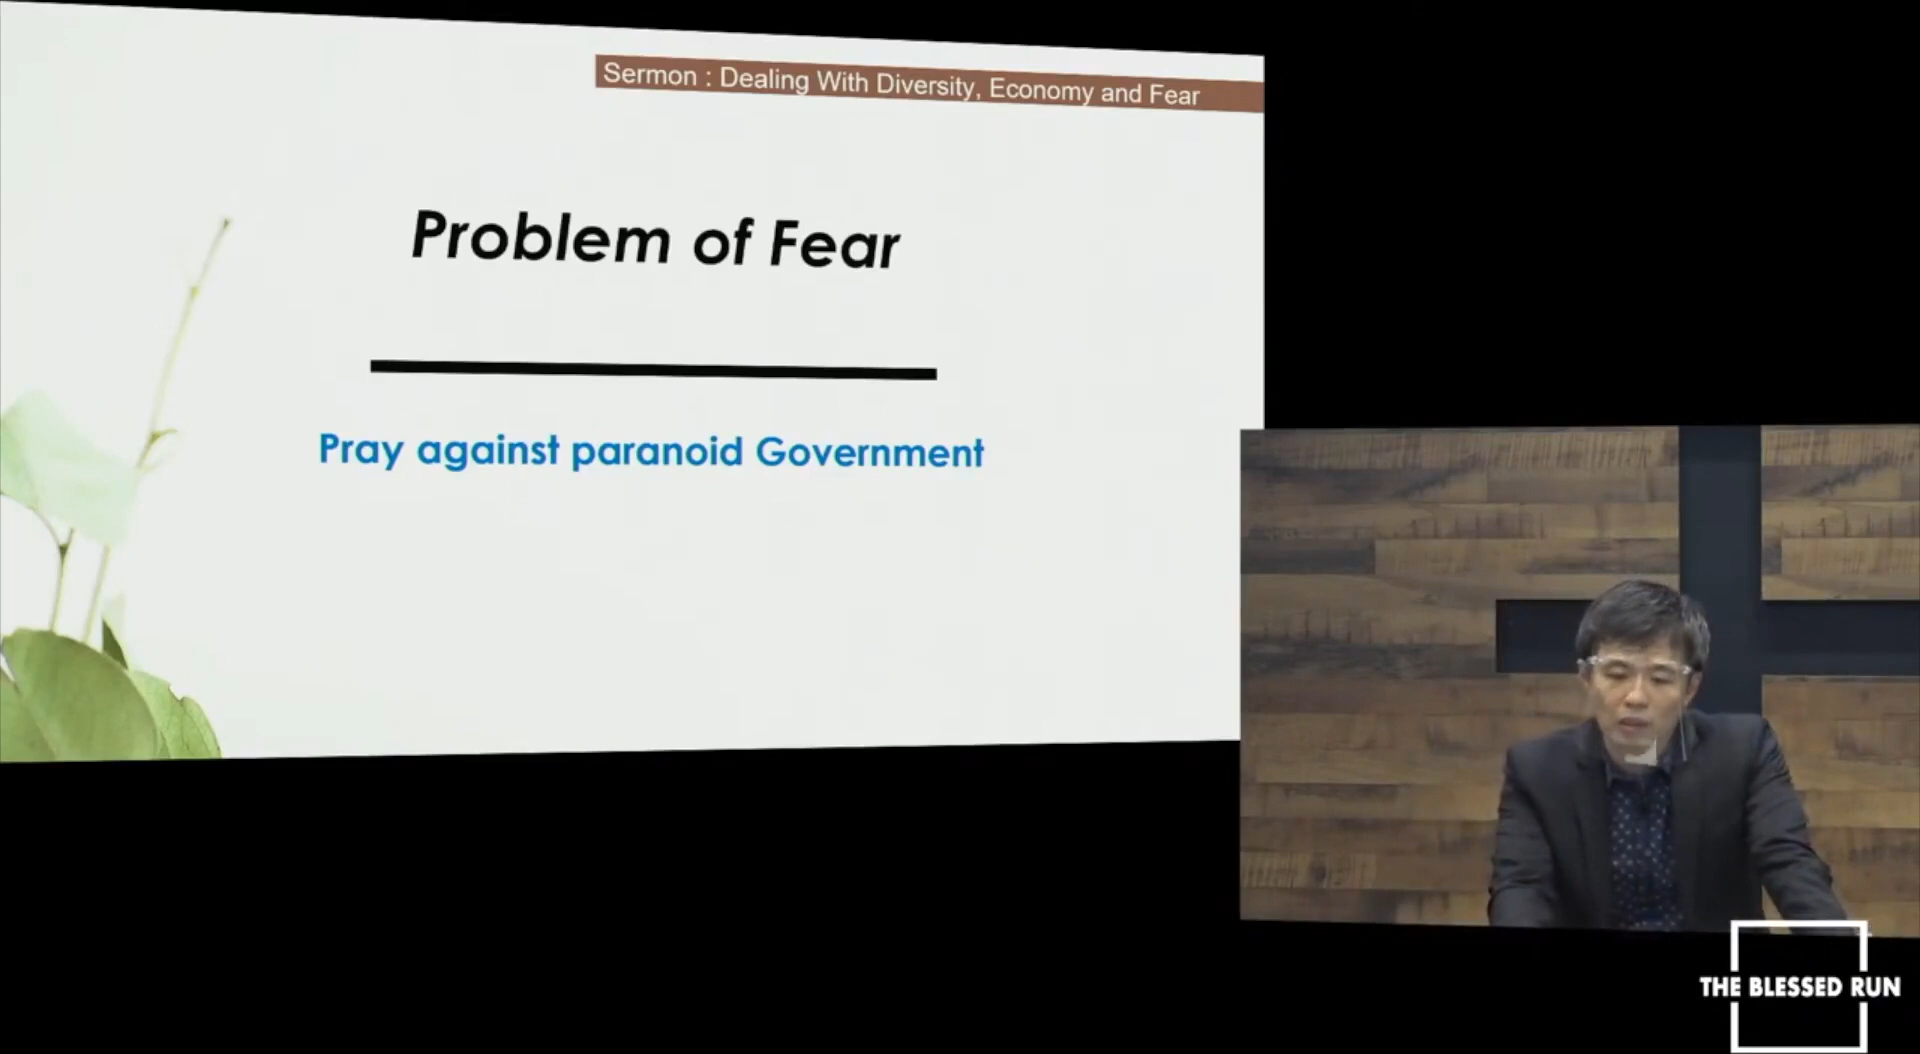 Sermon : Dealing With Diversity, Economy and Fear
Problem of Fear
Pray against paranoid Government
THE BLESSED RUN